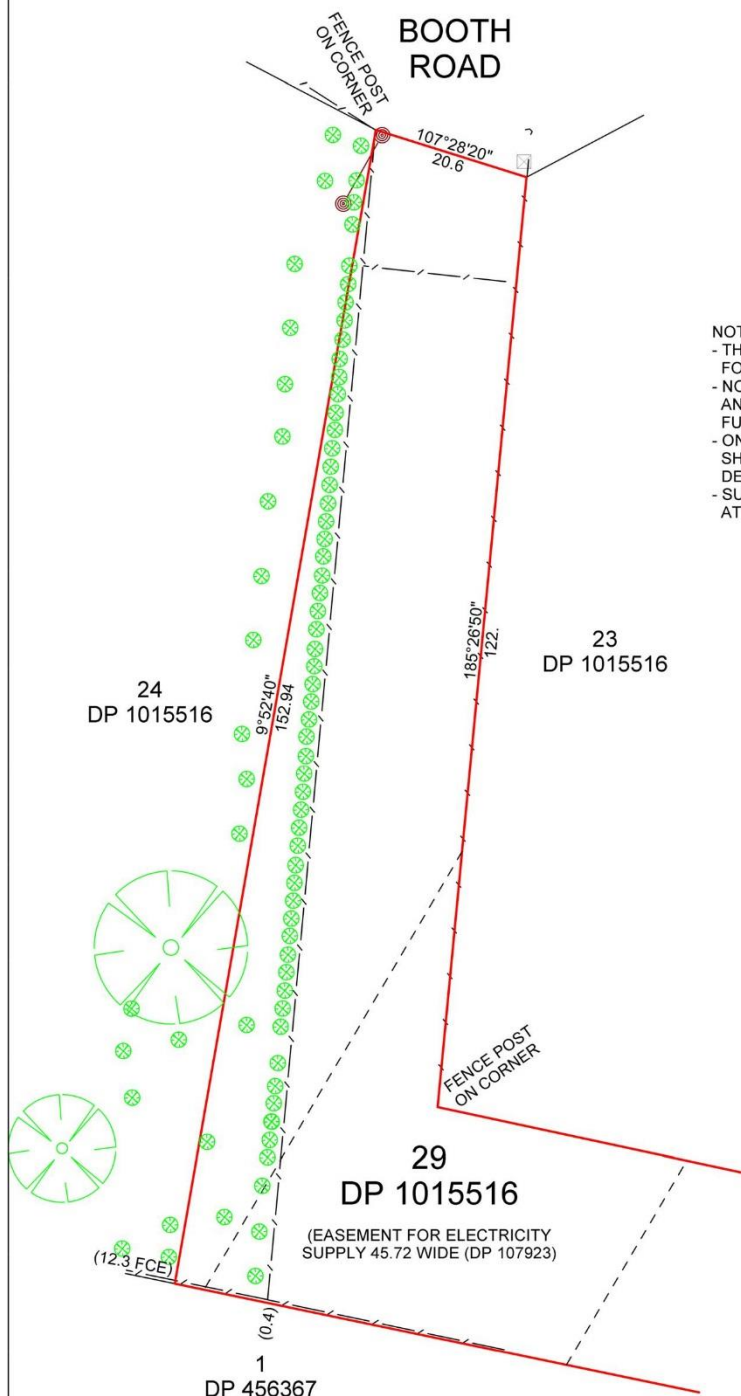 BOOTH
ROAD
FENCE POST
ON CORNER
107°28'20"
20.6
NOT
- TH
FO
- NO
AN
FU
- ON
SH
DE
- SU
AT
185°26'50"
122.
23
DP 1015516
24
DP 1015516
9°52'40"
152.94
FENCE POST
ON CORNER
29
DP 1015516
(EASEMENT FOR ELECTRICITY
SUPPLY 45.72 WIDE (DP 107923)
(12.3 FCE)
(0.4)
1
DP 456367